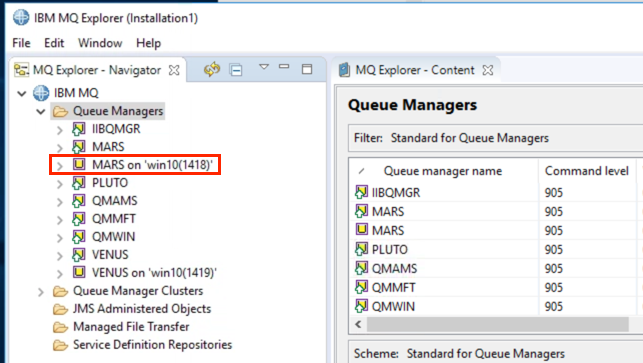 IBM MQ Explorer (Installation1)
File Edit Window Help
MQ Explorer - Navigator
IBM MQ
Queue Managers
IIBQMGR
MARS
MARS on 'win10(1418)'
PLUTO
QMAMS
QMMFT
QMWIN
VENUS
VENUS on 'win10(1419)'
Queue Manager Clusters
JMS Administered Objects
Managed File Transfer
Service Definition Repositories
MQ Explorer - Content
Queue Managers
Filter: Standard for Queue Managers
Queue manager name Command level
IIBQMGR 905
MARS 905
MARS 905
PLUTO 905
QMAMS 905
QMMFT 905
QMWIN 905
Scheme: Standard for Queue Managers